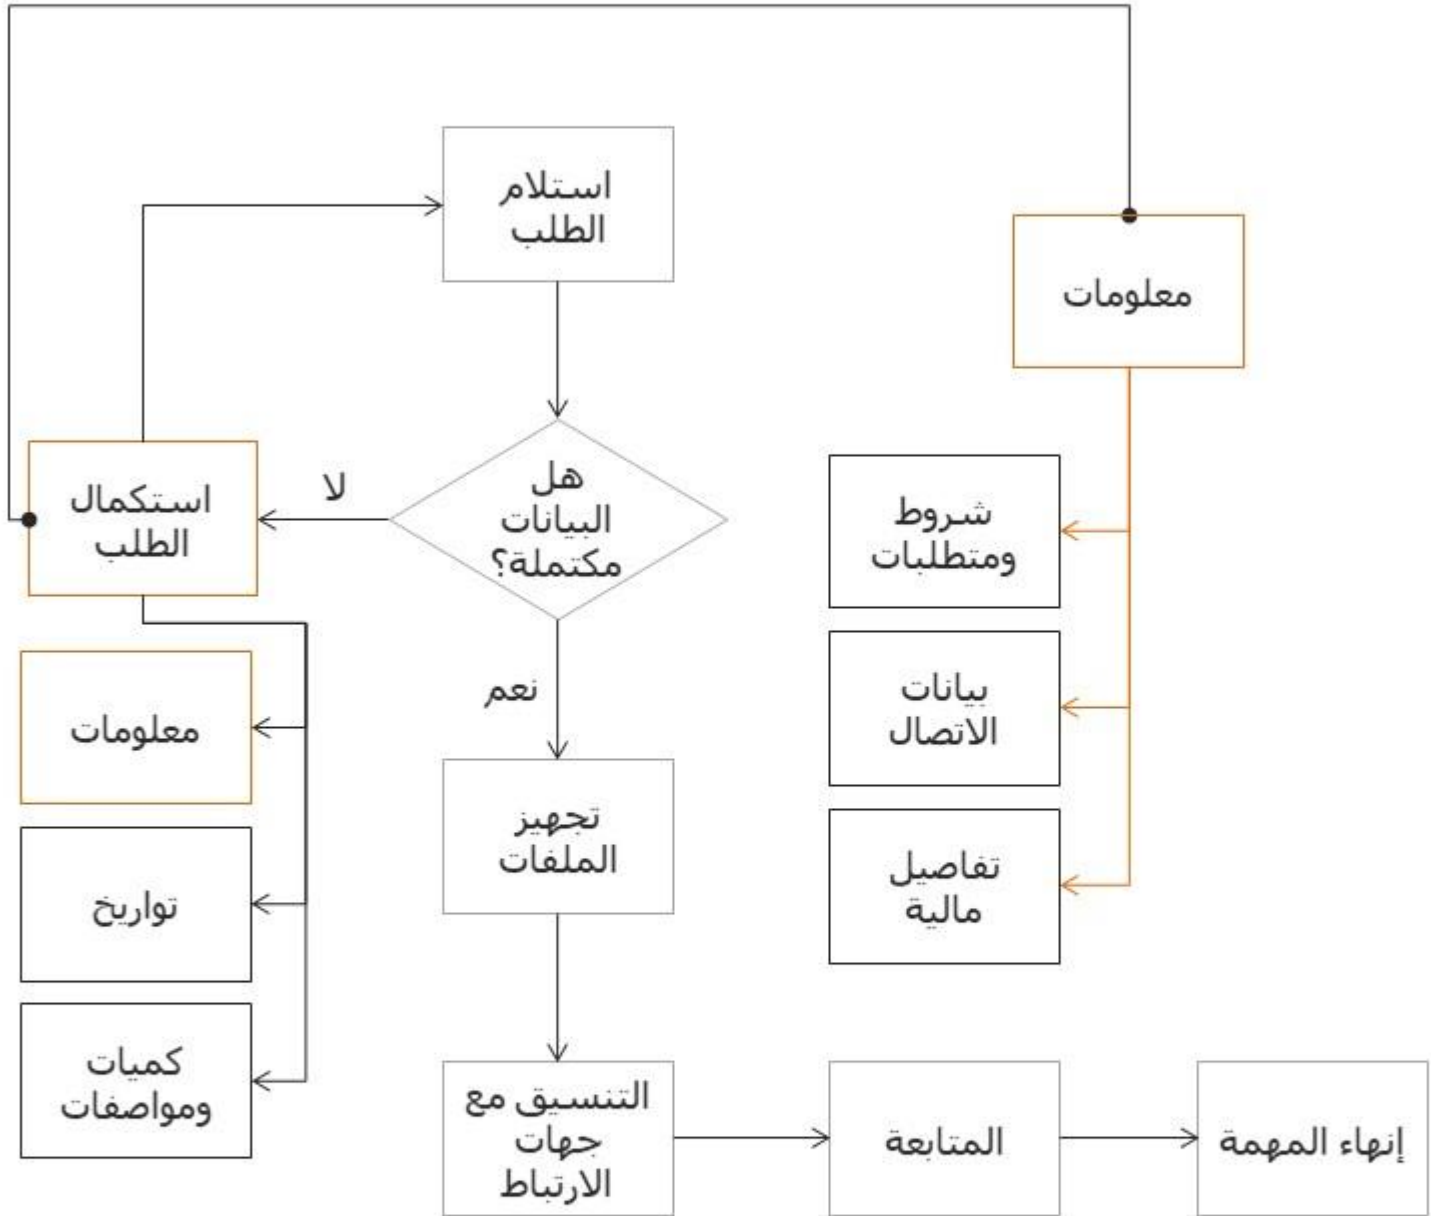 استلام
الطلب
معلومات
هل
البيانات
مكتملة؟
لا
استكمال
الطلب
شروط
ومتطلبات
نعم
معلومات
بيانات
الاتصال
تجهيز
الملفات
تفاصيل
مالية
تواريخ
كميات
ومواصفات
التنسيق مع
جهات
الارتباط
المتابعة
إنهاء المهمة